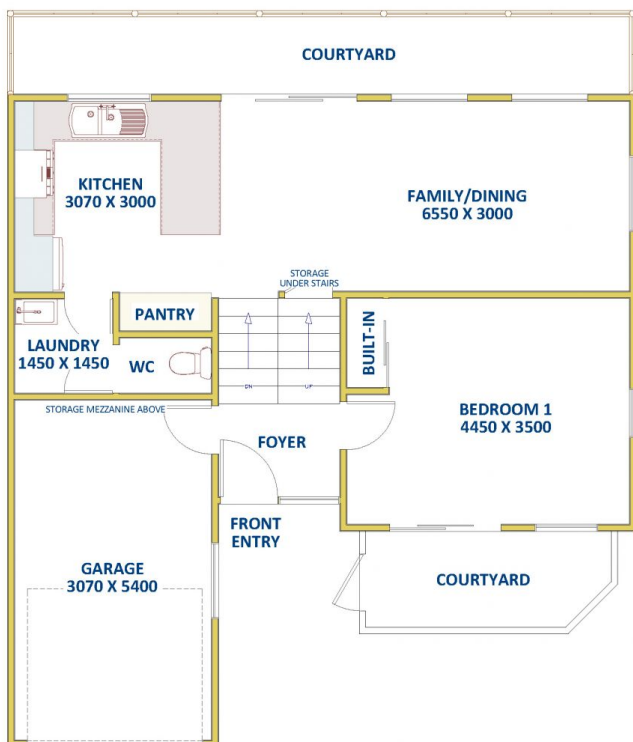 COURTYARD
KITCHEN
3070 X 3000
FAMILY/DINING
6550 X 3000
STORAGE
UNDER STAIRS
PANTRY
LAUNDRY
1450 X 1450
WC
BUILT-IN
DN
UP
STORAGE MEZZANINE ABOVE
BEDROOM 1
4450 X 3500
FOYER
FRONT
ENTRY
GARAGE
3070 X 5400
COURTYARD